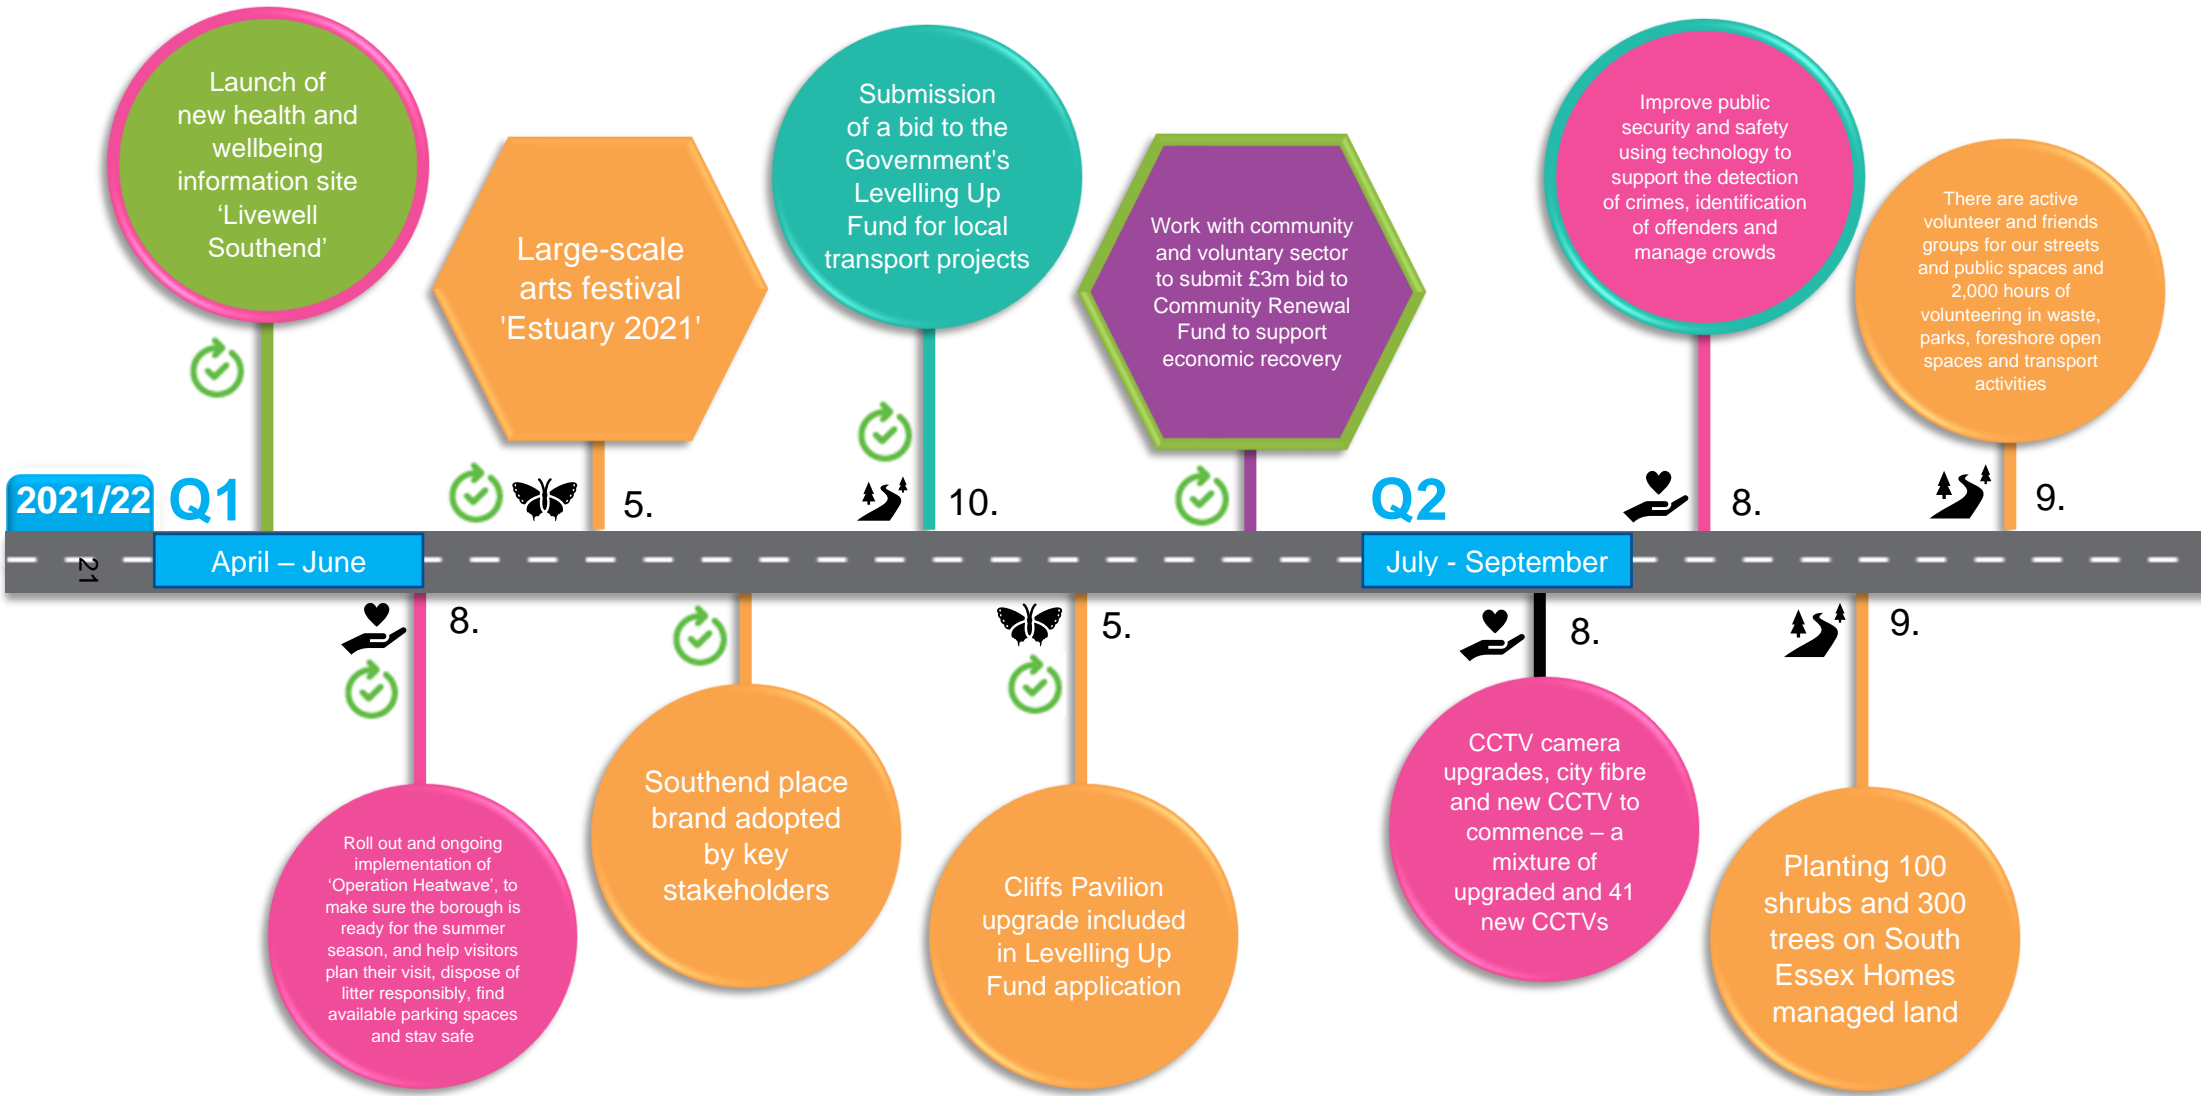 Launch of
new health and
wellbeing
information site
‘Livewell
Southend’
Large-scale
arts festival
'Estuary 2021'
Submission
of a bid to the
Government's
Levelling Up
Fund for local
transport projects
Work with community
and voluntary sector
to submit £3m bid to
Community Renewal
Fund to support
economic recovery
Improve public
security and safety
using technology to
support the detection
of crimes, identification
of offenders and
manage crowds
There are active
volunteer and friends
groups for our streets
and public spaces and
2,000 hours of
volunteering in waste,
parks, foreshore open
spaces and transport
activities
2021/22
Q1
5.
10.
Q2
8.
9.
21
April – June
July - September
8.
5.
8.
9.
Roll out and ongoing
implementation of
‘Operation Heatwave’, to
make sure the borough is
ready for the summer
season, and help visitors
plan their visit, dispose of
litter responsibly, find
available parking spaces
and stay safe
Southend place
brand adopted
by key
stakeholders
Cliffs Pavilion
upgrade included
in Levelling Up
Fund application
CCTV camera
upgrades, city fibre
and new CCTV to
commence – a
mixture of
upgraded and 41
new CCTVs
Planting 100
shrubs and 300
trees on South
Essex Homes
managed land